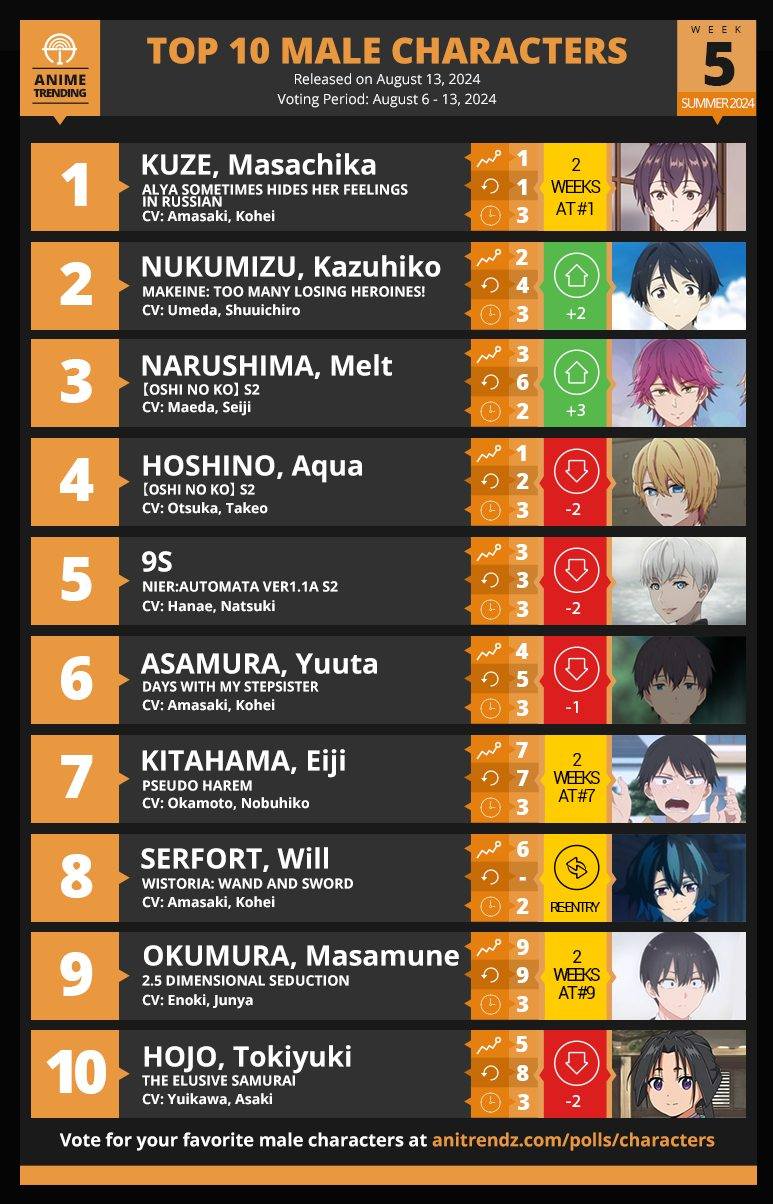 ANIME
TRENDING
TOP 10 MALE CHARACTERS
Released on August 13, 2024
Voting Period: August 6 - 13, 2024
WEEK
5
SUMMER 2024
1
KUZE, Masachika
ALYA SOMETIMES HIDES HER FEELINGS
IN RUSSIAN
CV: Amasaki, Kohei
1
1
3
2
WEEKS
AT #1
2
NUKUMIZU, Kazuhiko
MAKEINE: TOO MANY LOSING HEROINES!
CV: Umeda, Shuuichiro
2
4
3
+2
3
NARUSHIMA, Melt
【OSHI NO KO】 S2
CV: Maeda, Seiji
3
6
2
+3
4
HOSHINO, Aqua
【OSHI NO KO】 S2
CV: Otsuka, Takeo
1
2
3
-2
5
9S
NIER:AUTOMATA VER1.1A S2
CV: Hanae, Natsuki
3
3
3
-2
6
ASAMURA, Yuuta
DAYS WITH MY STEPSISTER
CV: Amasaki, Kohei
4
5
3
-1
7
KITAHAMA, Eiji
PSEUDO HAREM
CV: Okamoto, Nobuhiko
7
7
3
2
WEEKS
AT #7
8
SERFORT, Will
WISTORIA: WAND AND SWORD
CV: Amasaki, Kohei
6
-
2
RE-ENTRY
9
OKUMURA, Masamune
2.5 DIMENSIONAL SEDUCTION
CV: Enoki, Junya
9
9
3
2
WEEKS
AT #9
10
HOJO, Tokiyuki
THE ELUSIVE SAMURAI
CV: Yuikawa, Asaki
5
8
3
-2
Vote for your favorite male characters at anitrendz.com/polls/characters